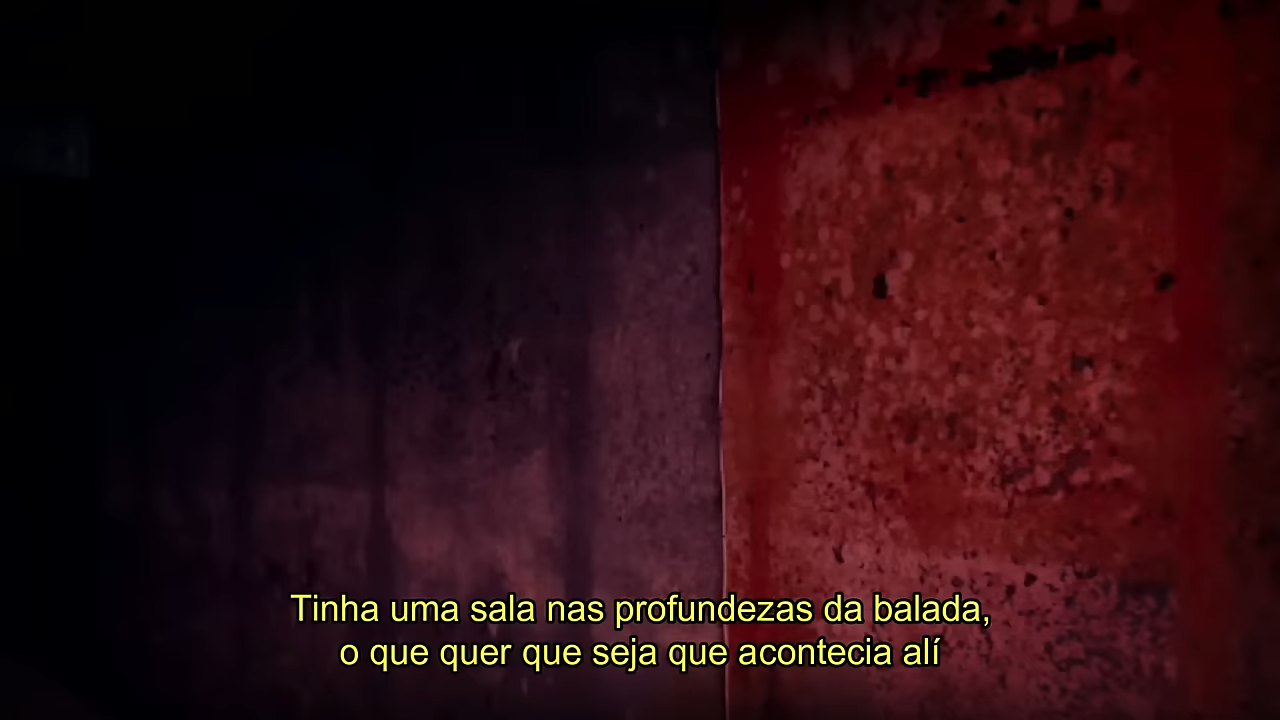 Tinha uma sala nas profundezas da balada,
o que quer que seja que acontecia alí